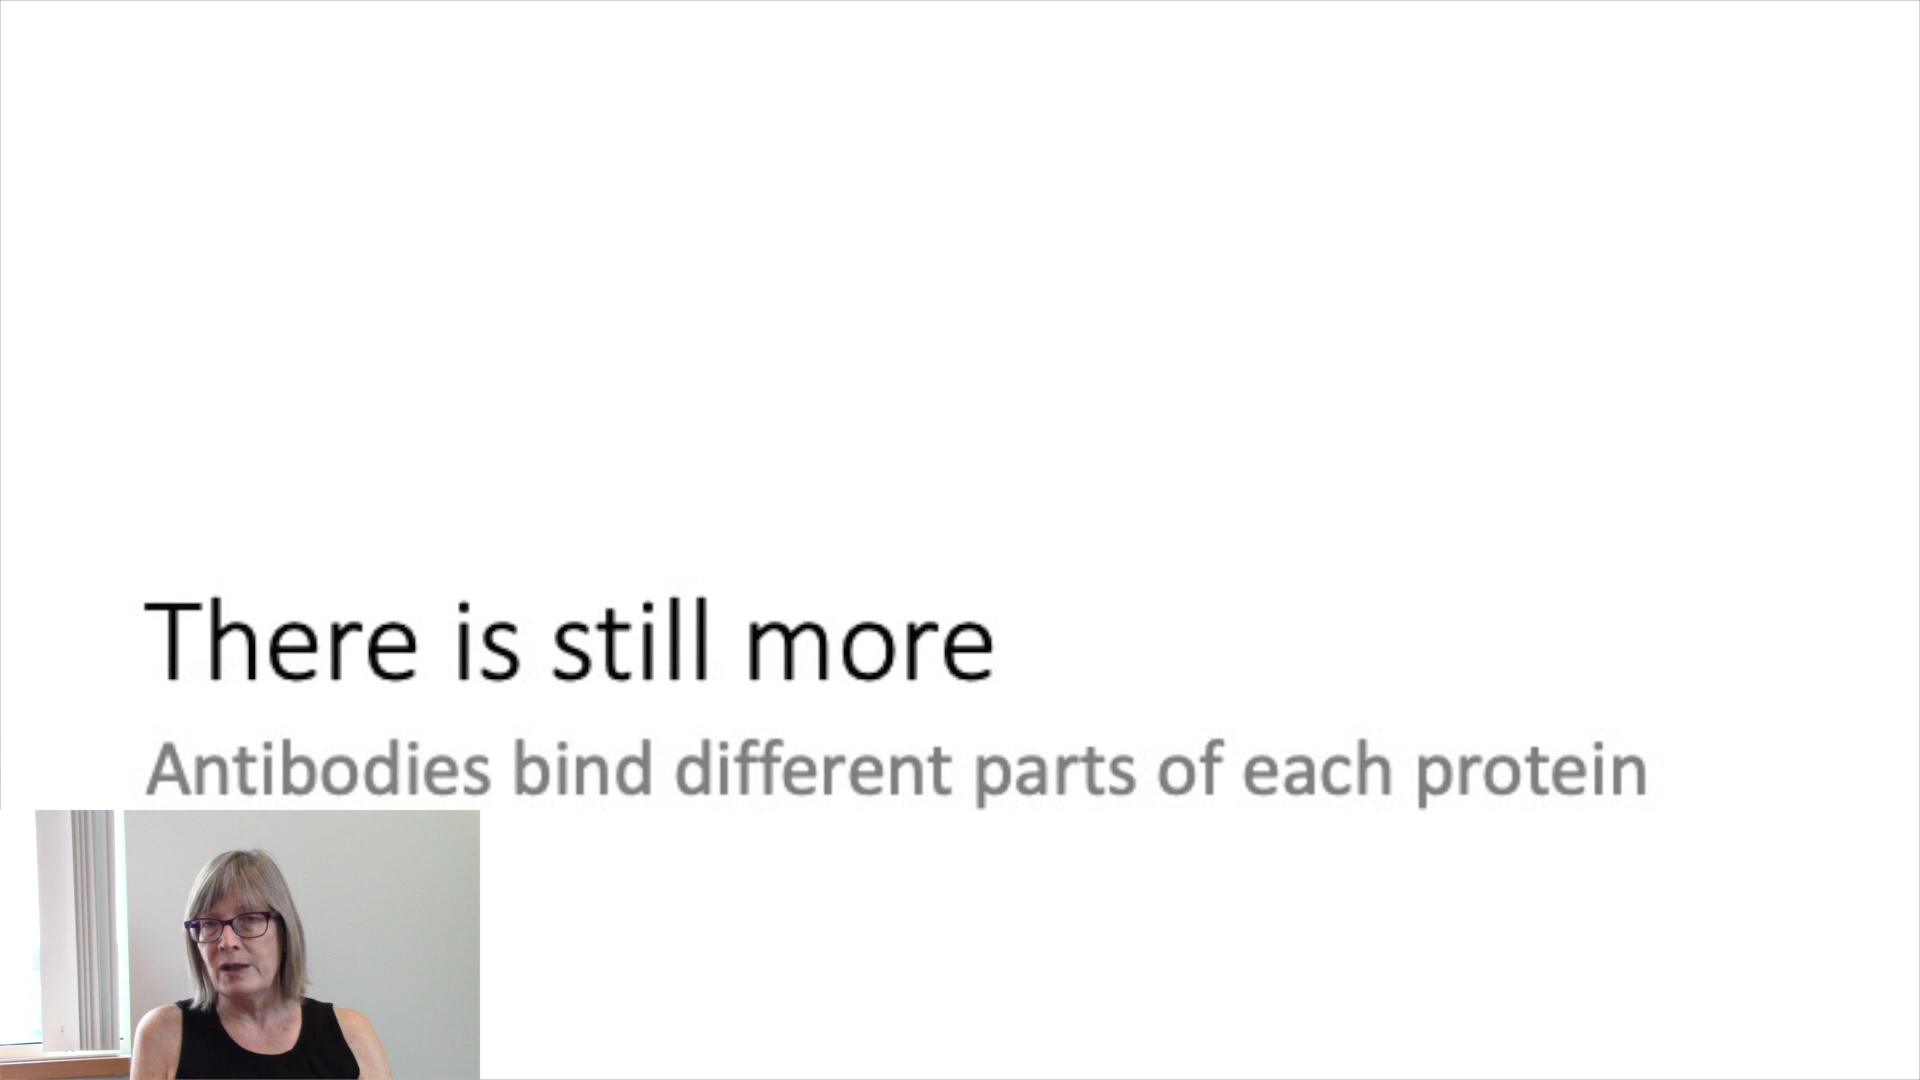 There is still more
Antibodies bind different parts of each protein